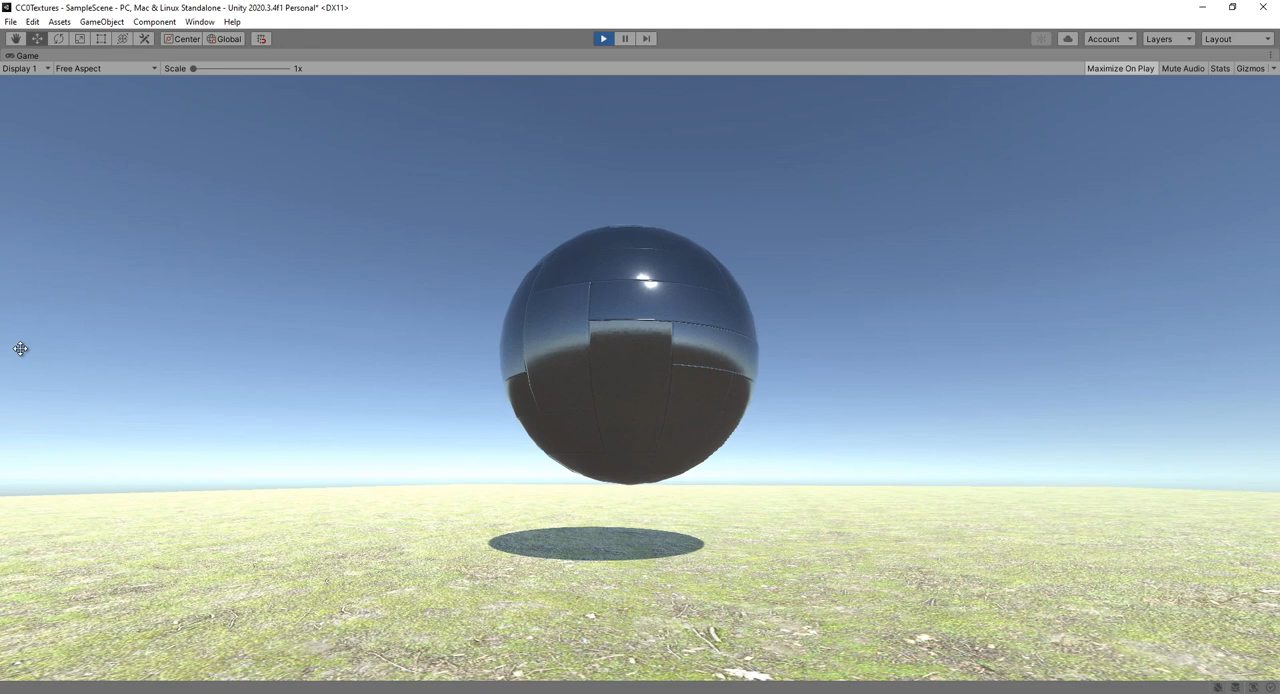 CC0Textures - SampleScene - PC, Mac & Linux Standalone - Unity 2020.3.4f1 Personal* <DX11>
File Edit Assets GameObject Component Window Help
Center Global Account Layers Layout
Game
Display 1 Free Aspect Scale 1x Maximize On Play Mute Audio Stats Gizmos